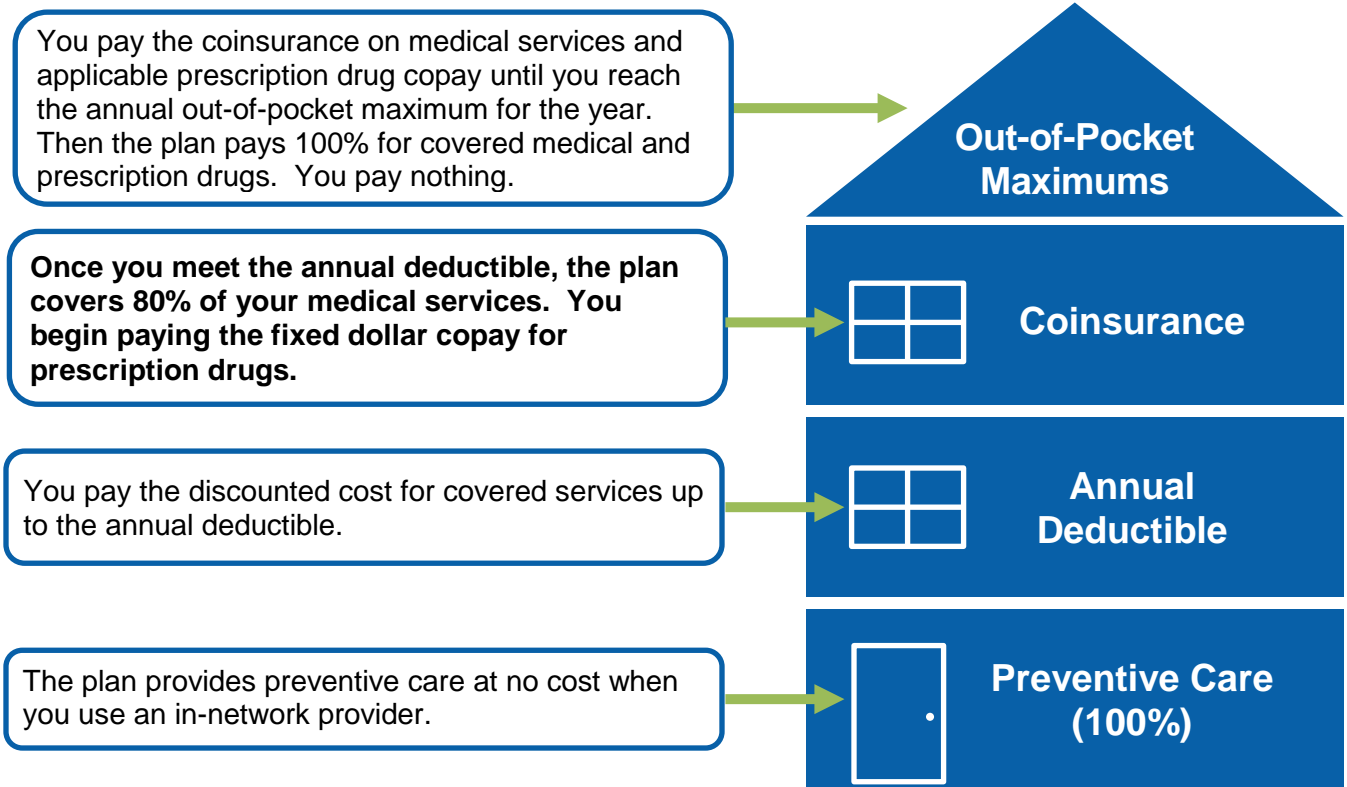 You pay the coinsurance on medical services and
applicable prescription drug copay until you reach
the annual out-of-pocket maximum for the year.
Then the plan pays 100% for covered medical and
prescription drugs.  You pay nothing.
Out-of-Pocket
Maximums
Once you meet the annual deductible, the plan
covers 80% of your medical services.  You
begin paying the fixed dollar copay for
prescription drugs.
Coinsurance
You pay the discounted cost for covered services up
to the annual deductible.
Annual
Deductible
The plan provides preventive care at no cost when
you use an in-network provider.
Preventive Care
(100%)